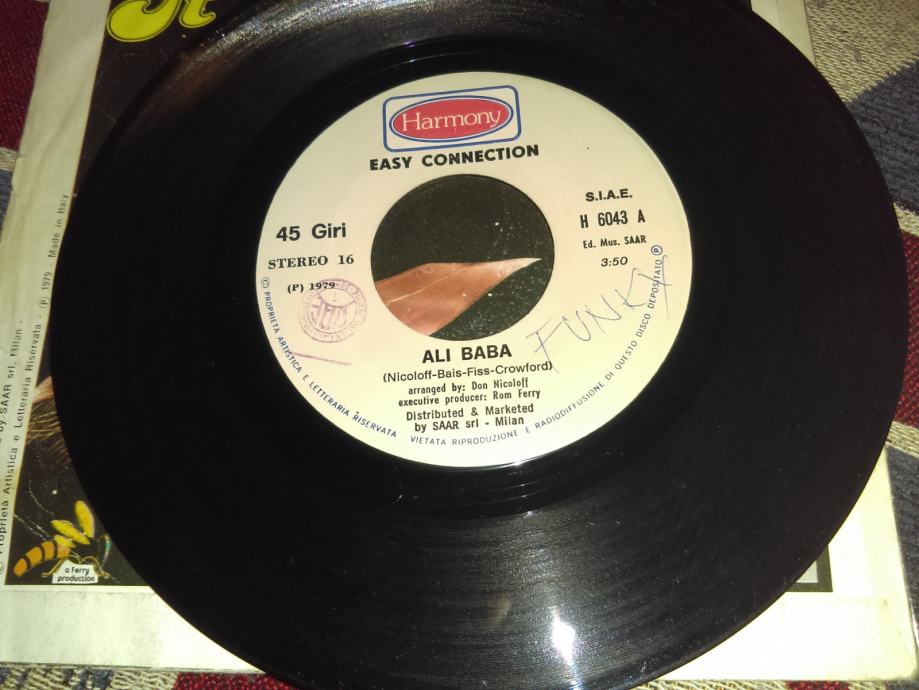 Harmony
EASY CONNECTION
45 Giri
STEREO 16
(P) 1979
S.I.A.E.
H 6043 A
Ed. Mus. SAAR
3:50
FUNKY
ALI BABA
(Nicoloff-Bais-Fiss-Crowford)
arranged by: Don Nicoloff
executive producer: Rom Ferry
Distributed & Marketed
by SAAR srl - Milan
© PROPRIETÀ ARTISTICA E LETTERARIA RISERVATA
VIETATA RIPRODUZIONE E RADIODIFFUSIONE DI QUESTO DISCO DEPOSITATO ℗
by SAAR srl, Milan -
© Proprietà Artistica e Letteraria Riservata - (P) 1979 - Made in Italy
a Ferry
production